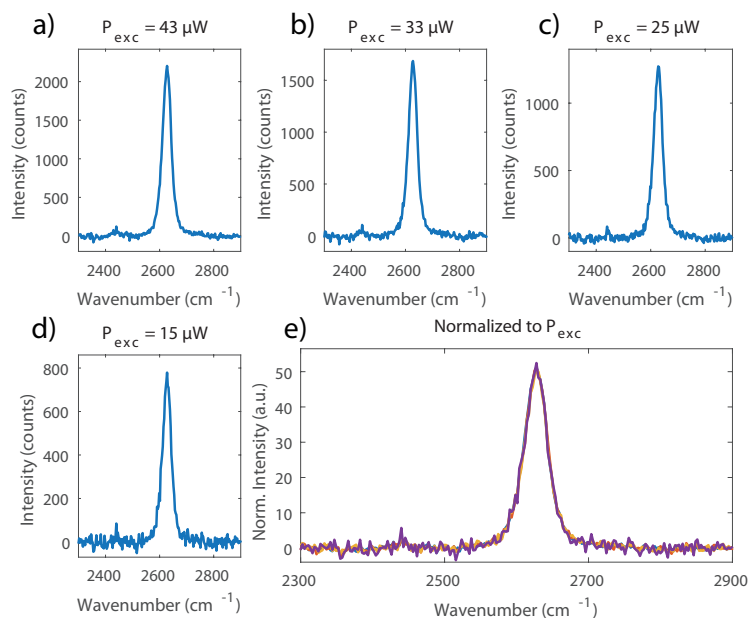 a) P exc = 43 µW
2000
1500
1000
500
0
2400 2600 2800
Intensity (counts)
Wavenumber (cm -1)
b) P exc = 33 µW
1500
1000
500
0
2400 2600 2800
Intensity (counts)
Wavenumber (cm -1)
c) P exc = 25 µW
1000
500
0
2400 2600 2800
Intensity (counts)
Wavenumber (cm -1)
d) P exc = 15 µW
800
600
400
200
0
2400 2600 2800
Intensity (counts)
Wavenumber (cm -1)
e) Normalized to P exc
50
40
30
20
10
0
2300 2500 2700 2900
Norm. Intensity (a.u.)
Wavenumber (cm -1)